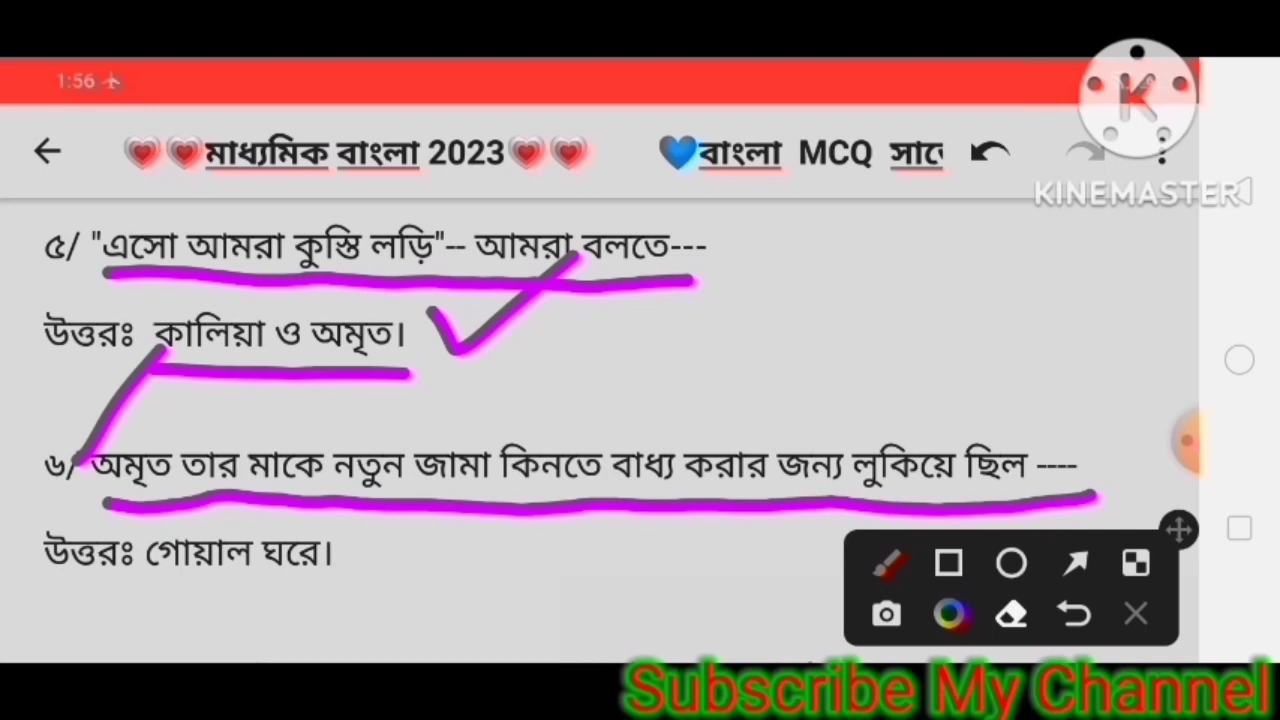 1:56
মাধ্যমিক বাংলা 2023 বাংলা MCQ সাবে
KINEMASTER
৫/ "এসো আমরা কুস্তি লড়ি"-- আমরা বলতে---
উত্তরঃ কালিয়া ও অমৃত।
৬/ অমৃত তার মাকে নতুন জামা কিনতে বাধ্য করার জন্য লুকিয়ে ছিল ----
উত্তরঃ গোয়াল ঘরে।
Subscribe My Channel